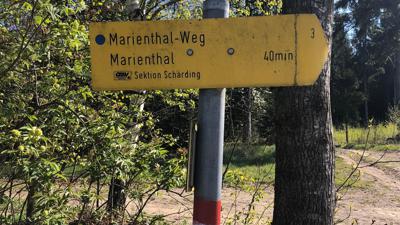 Marienthal-Weg 3
Marienthal 40min
Sektion Schärding